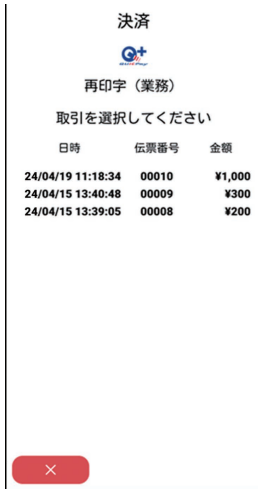 決済
Q+
QUICPay
再印字（業務）
取引を選択してください
日時 伝票番号 金額
24/04/19 11:18:34 00010 ¥1,000
24/04/15 13:40:48 00009 ¥300
24/04/15 13:39:05 00008 ¥200
×